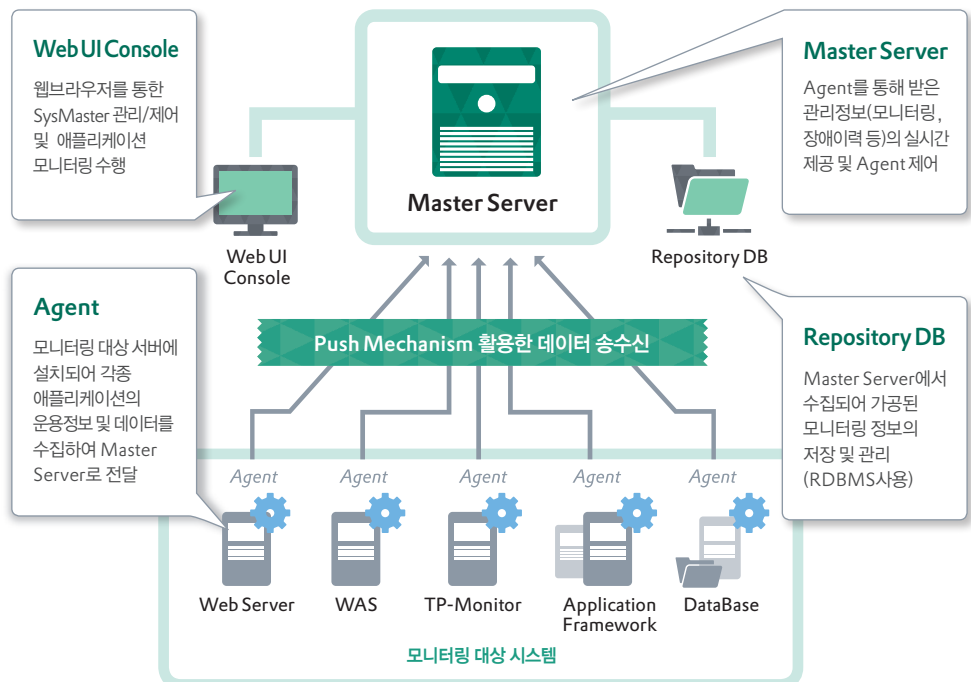 Web UI Console
웹브라우저를 통한
SysMaster 관리/제어
및 애플리케이션
모니터링 수행
Master Server
Master Server
Agent를 통해 받은
관리정보(모니터링,
장애이력 등)의 실시간
제공 및 Agent 제어
Web UI
Console
Repository DB
Agent
모니터링 대상 서버에
설치되어 각종
애플리케이션의
운용정보 및 데이터를
수집하여 Master
Server로 전달
Push Mechanism 활용한 데이터 송수신
Repository DB
Master Server에서
수집되어 가공된
모니터링 정보의
저장 및 관리
(RDBMS사용)
Agent
Agent
Agent
Agent
Agent
Web Server
WAS
TP-Monitor
Application
Framework
DataBase
모니터링 대상 시스템